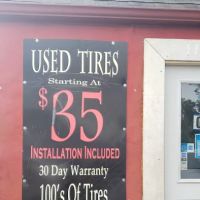 USED TIRES
Starting At
$35
INSTALLATION INCLUDED
30 Day Warranty
100's Of Tires